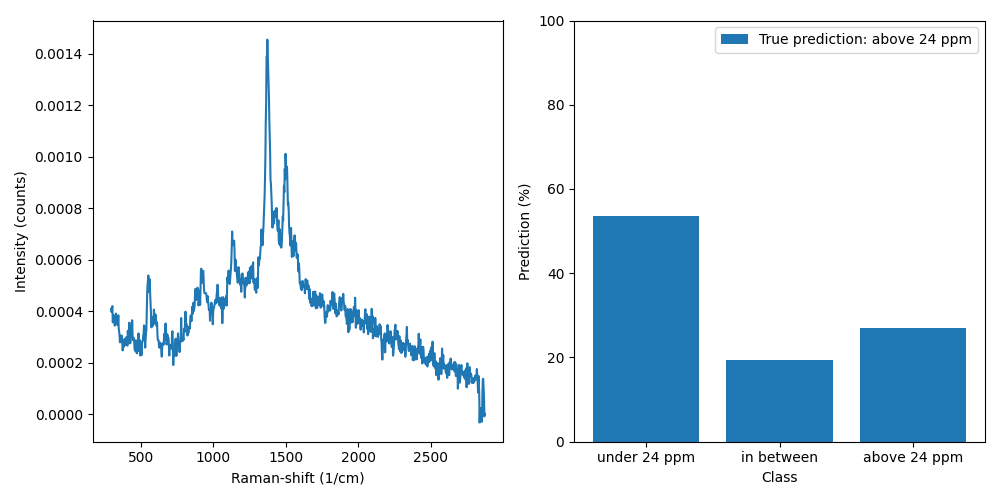 0.0014
0.0012
0.0010
0.0008
0.0006
0.0004
0.0002
0.0000
Intensity (counts)
500 1000 1500 2000 2500
Raman-shift (1/cm)
100
80
60
40
20
0
Prediction (%)
True prediction: above 24 ppm
under 24 ppm in between above 24 ppm
Class